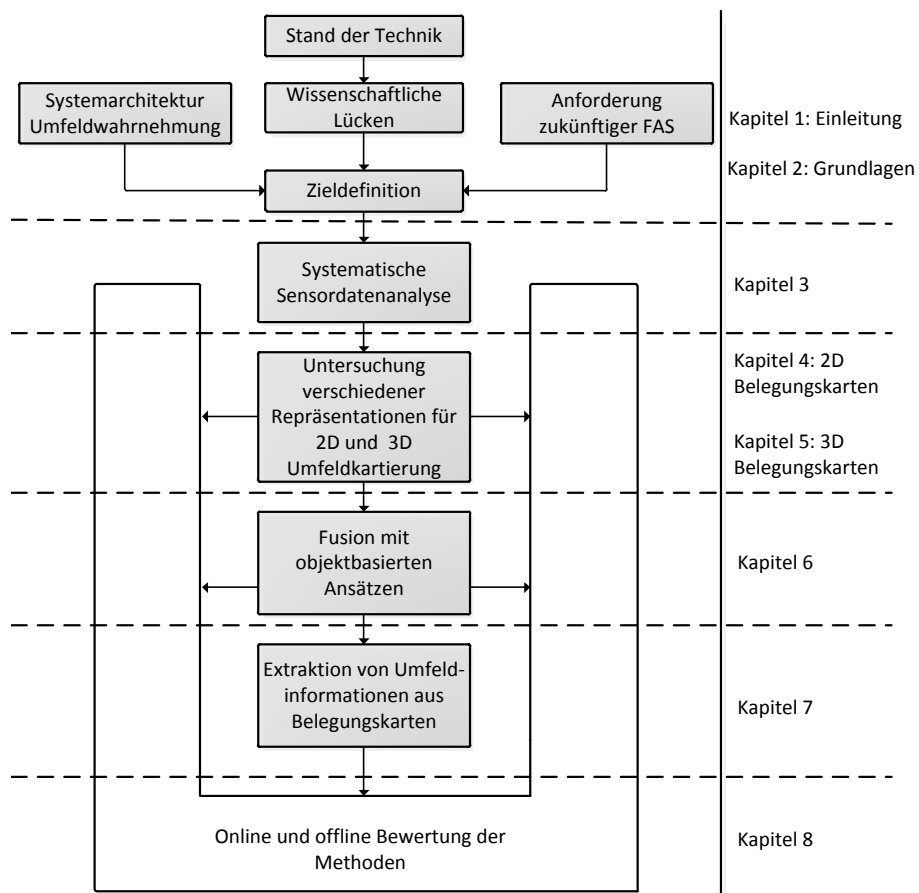 Stand der Technik
Systemarchitektur
Umfeldwahrnehmung
Wissenschaftliche
Lücken
Anforderung
zukünftiger FAS
Zieldefinition
Kapitel 1: Einleitung
Kapitel 2: Grundlagen
Systematische
Sensordatenanalyse
Kapitel 3
Untersuchung
verschiedener
Repräsentationen für
2D und 3D
Umfeldkartierung
Kapitel 4: 2D
Belegungskarten
Kapitel 5: 3D
Belegungskarten
Fusion mit
objektbasierten
Ansätzen
Kapitel 6
Extraktion von Umfeld-
informationen aus
Belegungskarten
Kapitel 7
Online und offline Bewertung der
Methoden
Kapitel 8